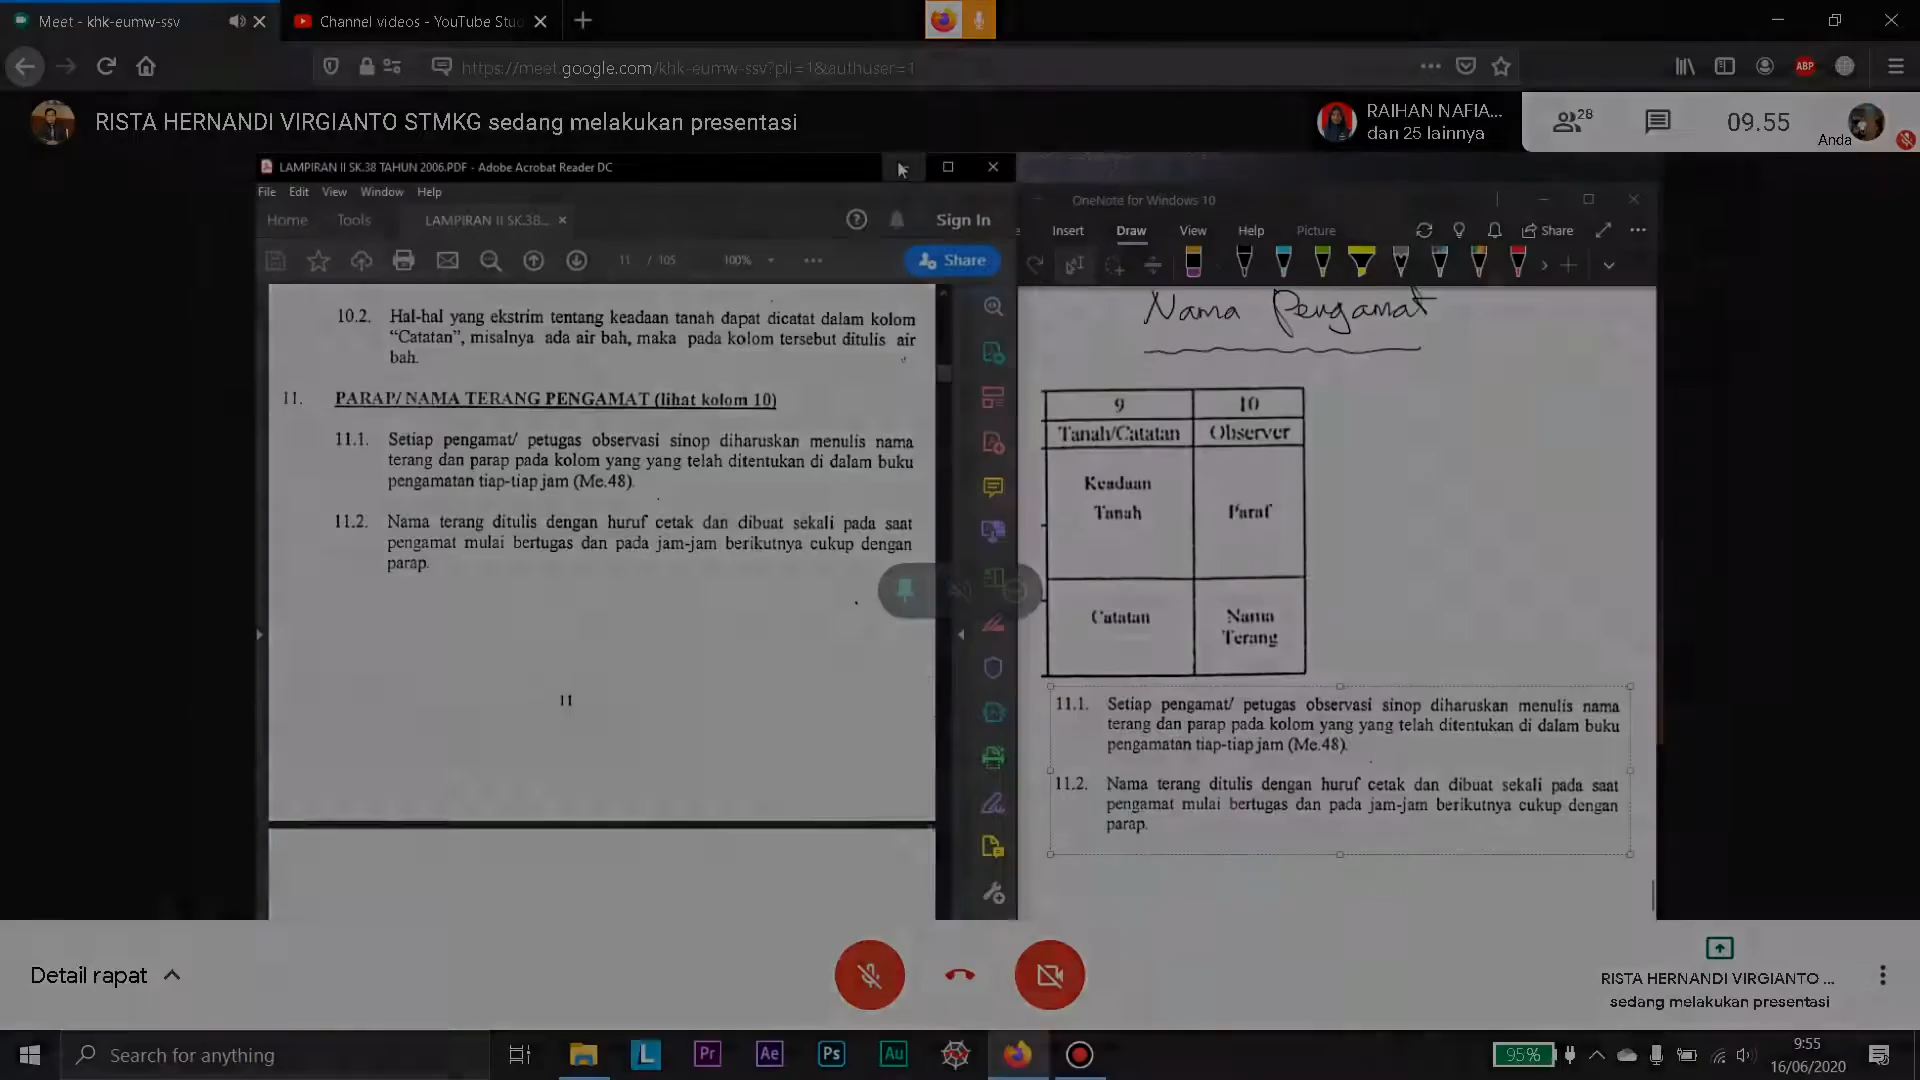 Meet - khk-eumw-ssv
Channel videos - YouTube Stu
https://meet.google.com/khk-eumw-ssv?pli=1&authuser=1
ABP
RISTA HERNANDI VIRGIANTO STMKG sedang melakukan presentasi
RAIHAN NAFIA...
dan 25 lainnya
28
09.55
Anda
LAMPIRAN II SK.38 TAHUN 2006.PDF - Adobe Acrobat Reader DC
File Edit View Window Help
Home Tools LAMPIRAN II SK.38... Sign In
11 / 105 100% Share
10.2. Hal-hal yang ekstrim tentang keadaan tanah dapat dicatat dalam kolom
“Catatan”, misalnya ada air bah, maka pada kolom tersebut ditulis air
bah.
11. PARAP/ NAMA TERANG PENGAMAT (lihat kolom 10)
11.1. Setiap pengamat/ petugas observasi sinop diharuskan menulis nama
terang dan parap pada kolom yang yang telah ditentukan di dalam buku
pengamatan tiap-tiap jam (Me.48).
11.2. Nama terang ditulis dengan huruf cetak dan dibuat sekali pada saat
pengamat mulai bertugas dan pada jam-jam berikutnya cukup dengan
parap.
11
OneNote for Windows 10
Insert Draw View Help Picture Share
Nama Pengamat
9 10
Tanah/Catatan Observer
Keadaan
Tanah
Paraf
Catatan
Nama
Terang
11.1. Setiap pengamat/ petugas observasi sinop diharuskan menulis nama
terang dan parap pada kolom yang yang telah ditentukan di dalam buku
pengamatan tiap-tiap jam (Me.48).
11.2. Nama terang ditulis dengan huruf cetak dan dibuat sekali pada saat
pengamat mulai bertugas dan pada jam-jam berikutnya cukup dengan
parap.
Detail rapat
RISTA HERNANDI VIRGIANTO ...
sedang melakukan presentasi
Search for anything
L Pr Ae Ps Au
95%
9:55
16/06/2020